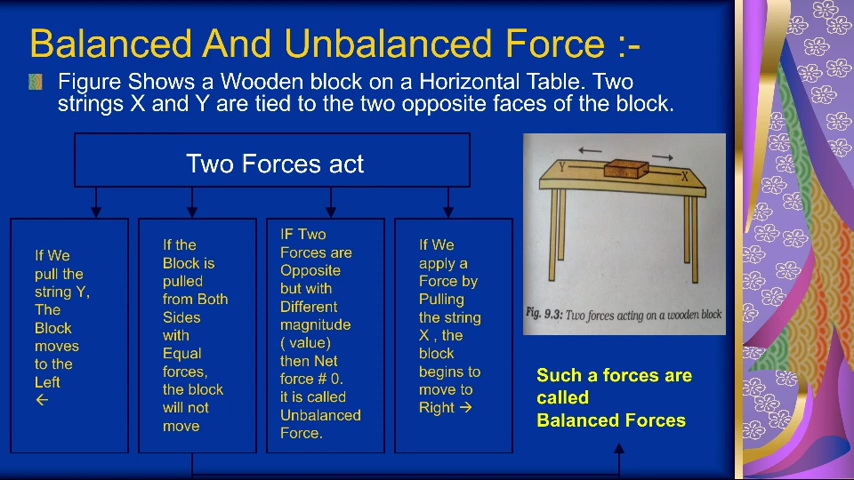 Balanced And Unbalanced Force :-
Figure Shows a Wooden block on a Horizontal Table. Two
strings X and Y are tied to the two opposite faces of the block.
Two Forces act
If We
pull the
string Y,
The
Block
moves
to the
Left
←
If the
Block is
pulled
from Both
Sides
with
Equal
forces,
the block
will not
move
IF Two
Forces are
Opposite
but with
Different
magnitude
( value)
then Net
force # 0.
it is called
Unbalanced
Force.
If We
apply a
Force by
Pulling
the string
X , the
block
begins to
move to
Right →
Y
X
Fig. 9.3: Two forces acting on a wooden block
Such a forces are
called
Balanced Forces